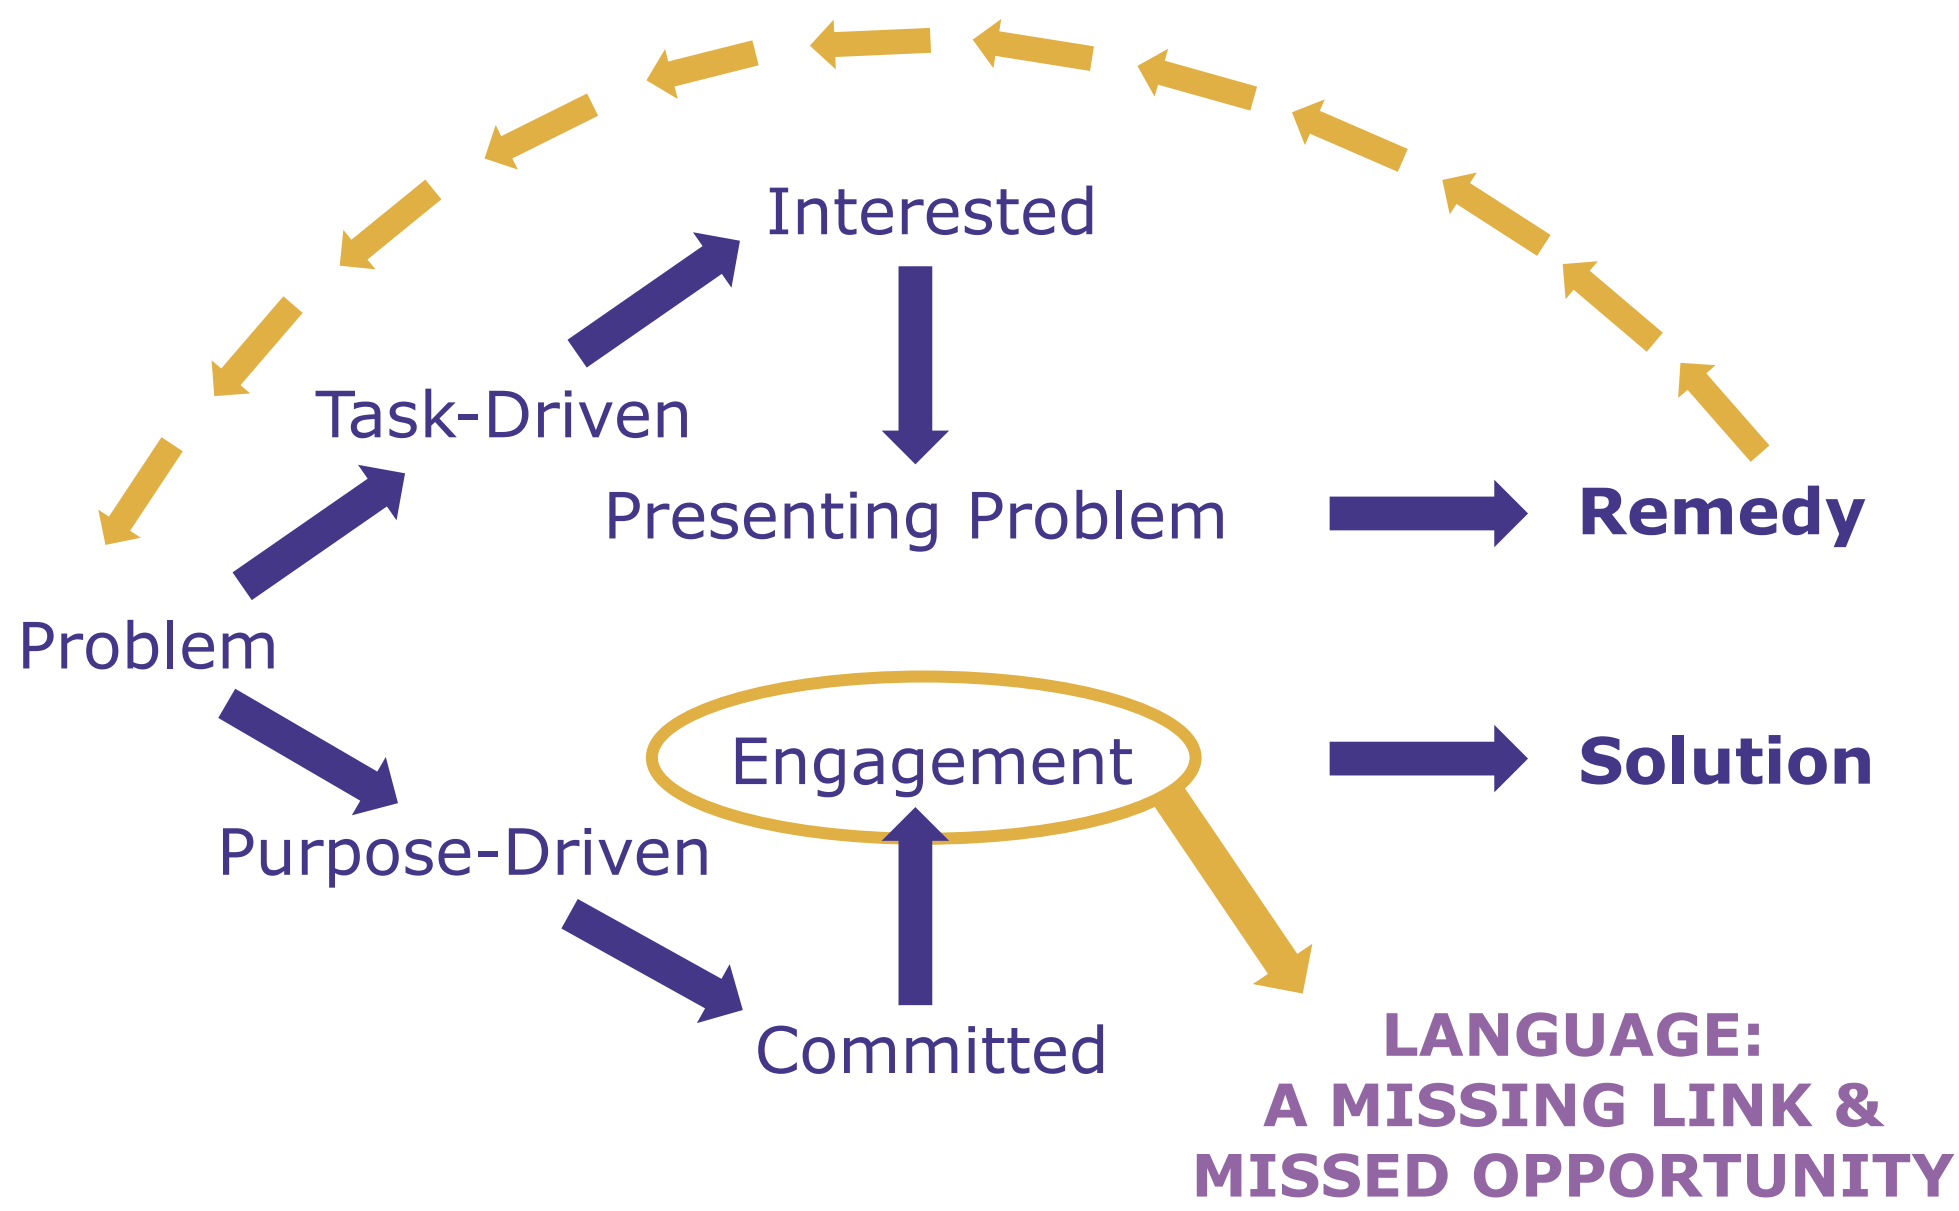 Interested
Task-Driven
Presenting Problem
Remedy
Problem
Engagement
Solution
Purpose-Driven
Committed
LANGUAGE:
A MISSING LINK &
MISSED OPPORTUNITY